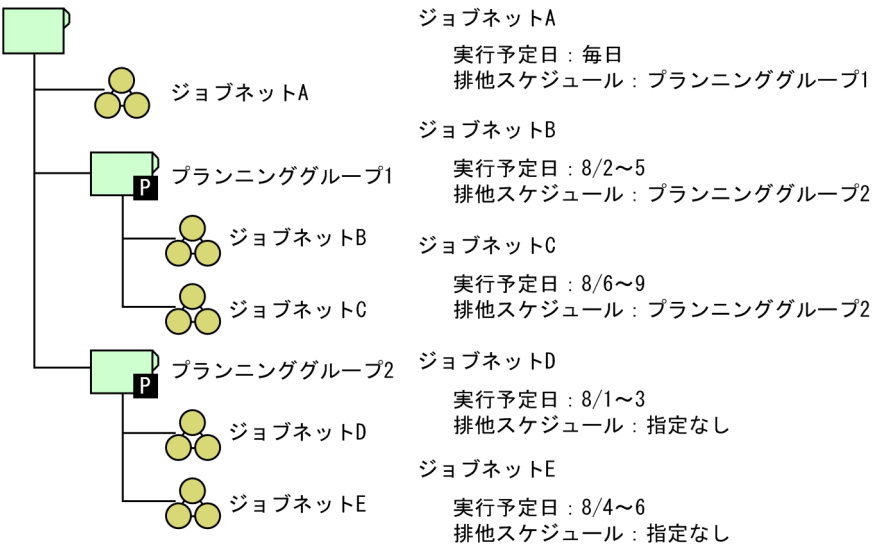 ジョブネットA
プランニンググループ1
P
ジョブネットB
ジョブネットC
プランニンググループ2
P
ジョブネットD
ジョブネットE
ジョブネットA
実行予定日：毎日
排他スケジュール：プランニンググループ1
ジョブネットB
実行予定日：8/2～5
排他スケジュール：プランニンググループ2
ジョブネットC
実行予定日：8/6～9
排他スケジュール：プランニンググループ2
ジョブネットD
実行予定日：8/1～3
排他スケジュール：指定なし
ジョブネットE
実行予定日：8/4～6
排他スケジュール：指定なし